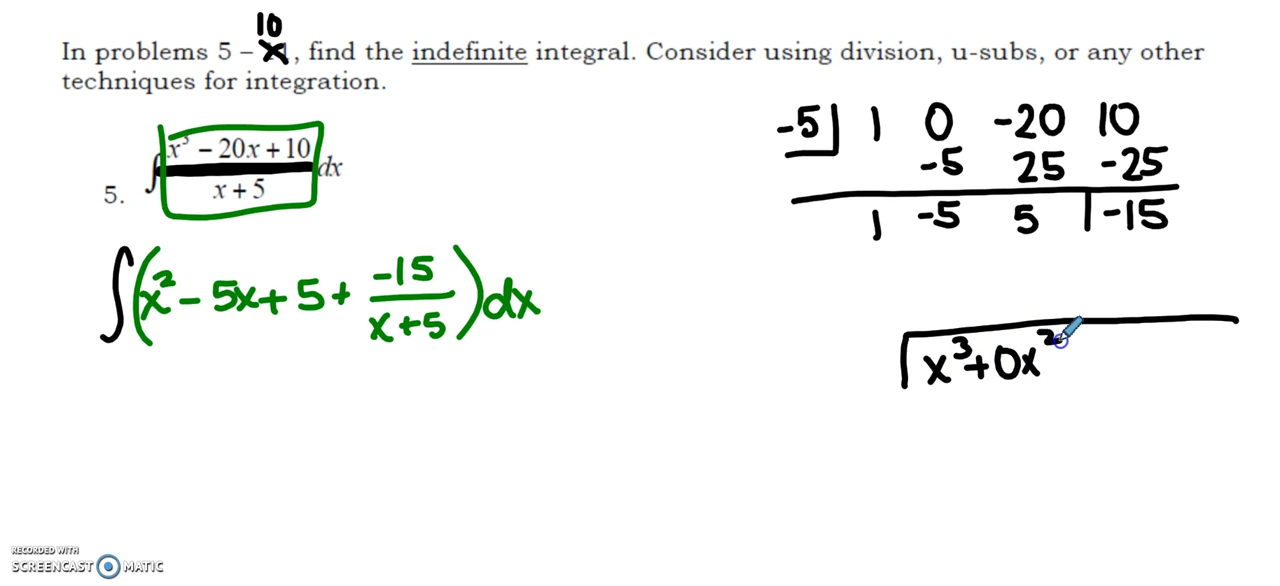 10
In problems 5 – x, find the indefinite integral. Consider using division, u-subs, or any other
techniques for integration.
5. ∫ (x³ − 20x + 10)/(x + 5) dx
-5| 1 0 -20 10
-5 25 -25
1 -5 5 |-15
∫(x² - 5x + 5 + -15/(x+5)) dx
x³ + 0x²
RECORDED WITH
SCREENCAST MATIC